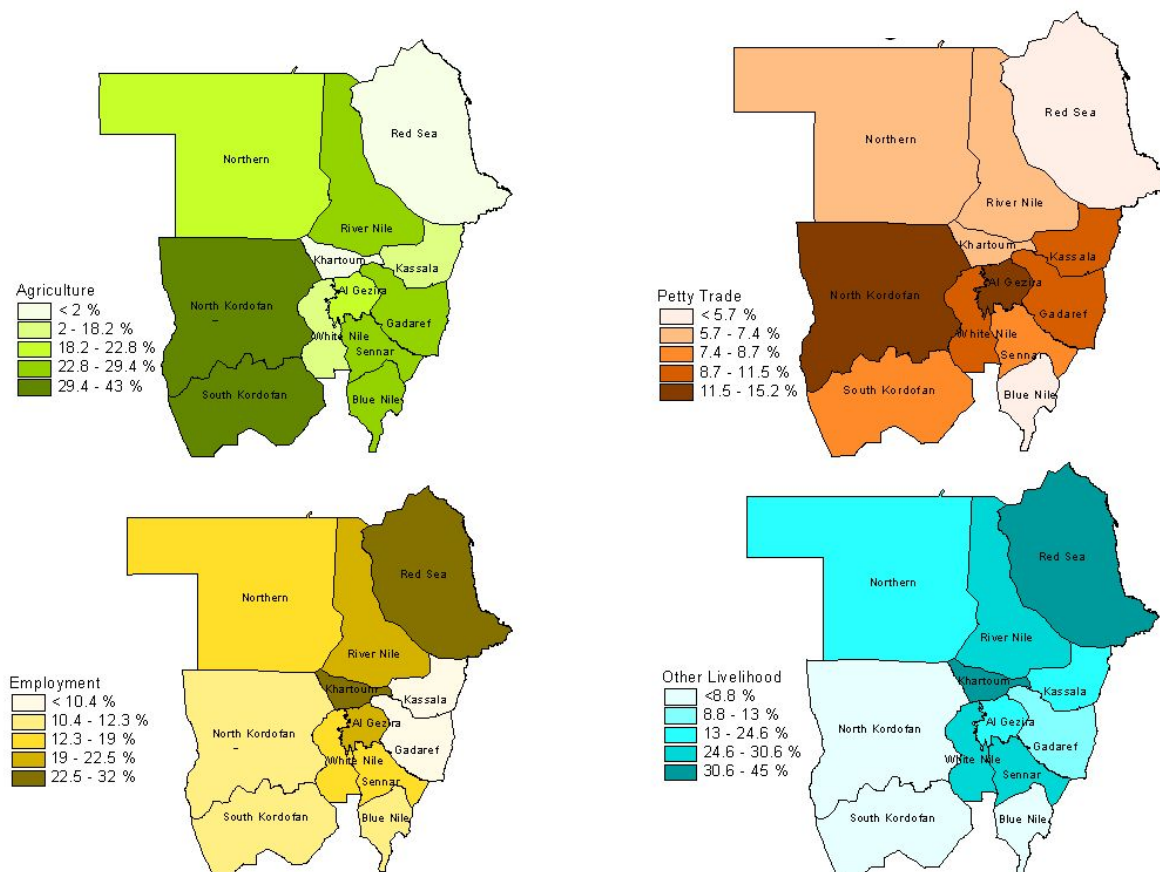 Red Sea
Northern
River Nile
Khartoum
Kassala
Al Gezira
North Kordofan
Gadaref
White Nile
Sennar
South Kordofan
Blue Nile
Agriculture
< 2 %
2 - 18.2 %
18.2 - 22.8 %
22.8 - 29.4 %
29.4 - 43 %
Red Sea
Northern
River Nile
Khartoum
Kassala
Al Gezira
North Kordofan
Gadaref
White Nile
Sennar
South Kordofan
Blue Nile
Petty Trade
< 5.7 %
5.7 - 7.4 %
7.4 - 8.7 %
8.7 - 11.5 %
11.5 - 15.2 %
Red Sea
Northern
River Nile
Khartoum
Kassala
Al Gezira
North Kordofan
Gadaref
White Nile
Sennar
South Kordofan
Blue Nile
Employment
< 10.4 %
10.4 - 12.3 %
12.3 - 19 %
19 - 22.5 %
22.5 - 32 %
Red Sea
Northern
River Nile
Khartoum
Kassala
Al Gezira
North Kordofan
Gadaref
White Nile
Sennar
South Kordofan
Blue Nile
Other Livelihood
<8.8 %
8.8 - 13 %
13 - 24.6 %
24.6 - 30.6 %
30.6 - 45 %